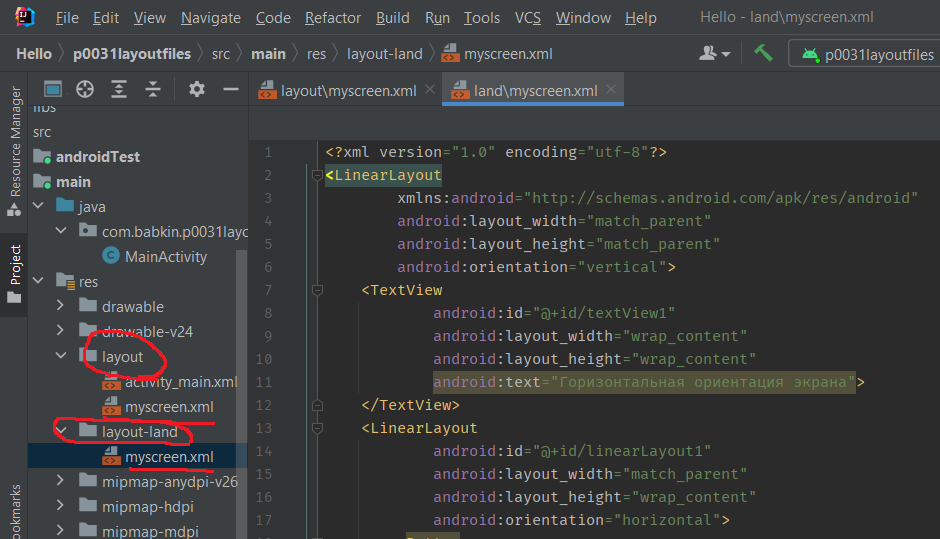 File Edit View Navigate Code Refactor Build Run Tools VCS Window Help Hello - land\myscreen.xml
Hello p0031layoutfiles src main res layout-land myscreen.xml p0031layoutfiles
layout\myscreen.xml land\myscreen.xml
Resource Manager
Project
libs
src
androidTest
main
java
com.babkin.p0031layo
MainActivity
res
drawable
drawable-v24
layout
activity_main.xml
myscreen.xml
layout-land
myscreen.xml
mipmap-anydpi-v26
mipmap-hdpi
mipmap-mdpi
1 <?xml version="1.0" encoding="utf-8"?>
2 <LinearLayout
3 xmlns:android="http://schemas.android.com/apk/res/android"
4 android:layout_width="match_parent"
5 android:layout_height="match_parent"
6 android:orientation="vertical">
7 <TextView
8 android:id="@+id/textView1"
9 android:layout_width="wrap_content"
10 android:layout_height="wrap_content"
11 android:text="Горизонтальная ориентация экрана">
12 </TextView>
13 <LinearLayout
14 android:id="@+id/linearLayout1"
15 android:layout_width="match_parent"
16 android:layout_height="wrap_content"
17 android:orientation="horizontal">